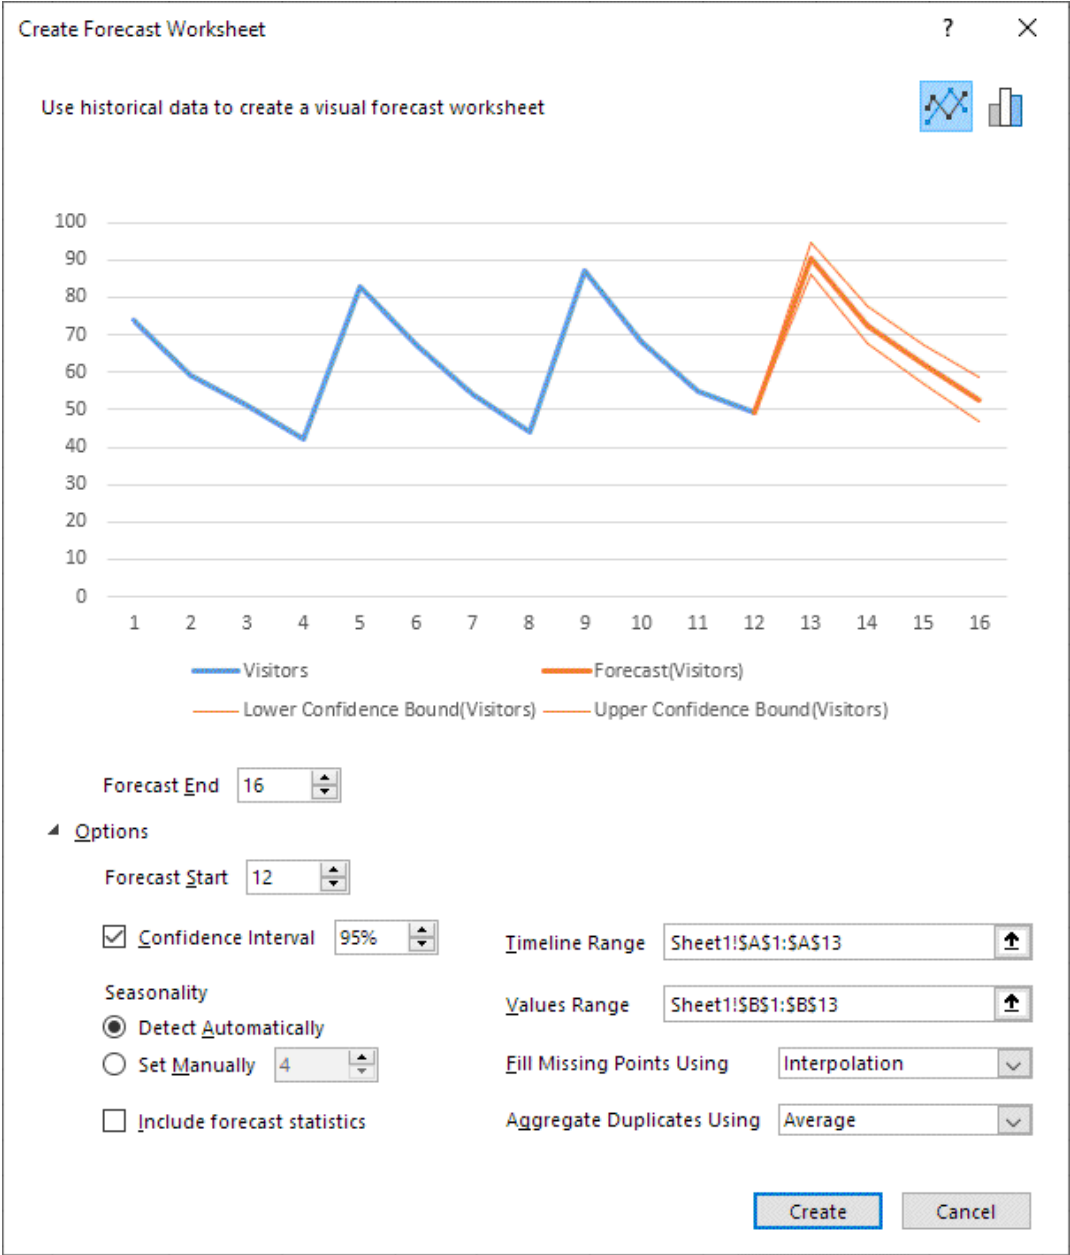 Create Forecast Worksheet ? ×
Use historical data to create a visual forecast worksheet
100
90
80
70
60
50
40
30
20
10
0
1 2 3 4 5 6 7 8 9 10 11 12 13 14 15 16
Visitors Forecast(Visitors)
Lower Confidence Bound(Visitors) Upper Confidence Bound(Visitors)
Forecast End 16
Options
Forecast Start 12
Confidence Interval 95%
Timeline Range Sheet1!$A$1:$A$13
Seasonality
Values Range Sheet1!$B$1:$B$13
Detect Automatically
Set Manually 4
Fill Missing Points Using Interpolation
Include forecast statistics
Aggregate Duplicates Using Average
Create Cancel